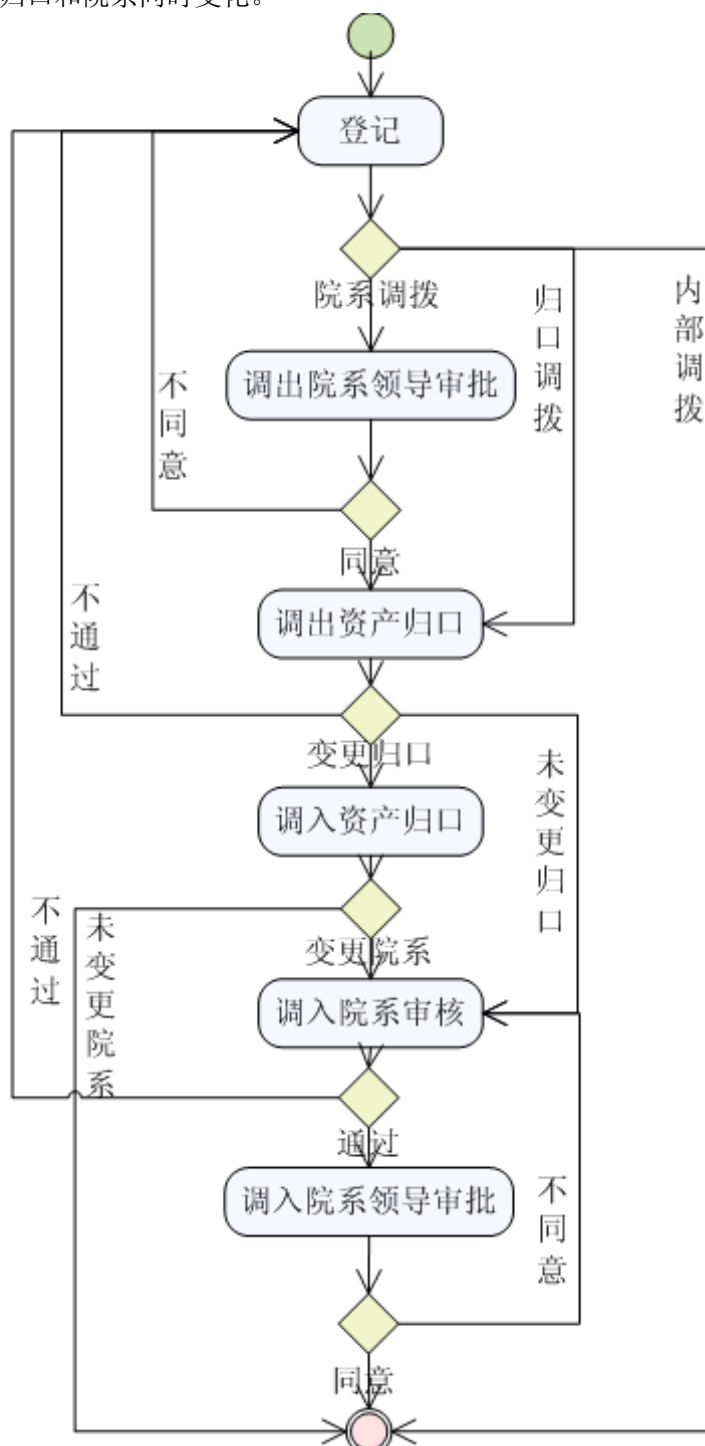 归口和院系同时变化。
登记
院系调拨
归口调拨
内部调拨
调出院系领导审批
不同意
同意
调出资产归口
不通过
变更归口
未变更归口
调入资产归口
不通过
未变更院系
变更院系
调入院系审核
通过
调入院系领导审批
不同意
同意